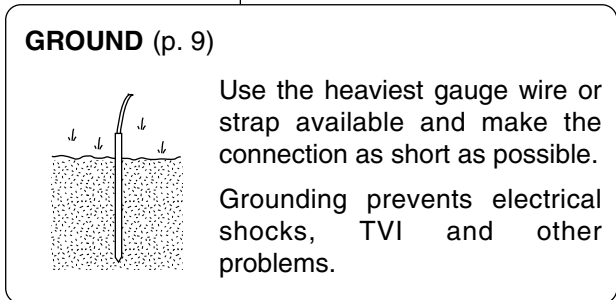 GROUND (p. 9)
Use the heaviest gauge wire or
strap available and make the
connection as short as possible.
Grounding prevents electrical
shocks, TVI and other
problems.